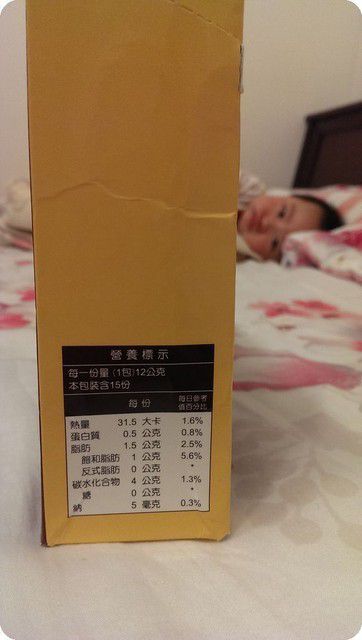 營養標示
每一份量 (1包)12公克
本包裝含15份
每份 每日參考值百分比
熱量 31.5 大卡 1.6%
蛋白質 0.5 公克 0.8%
脂肪 1.5 公克 2.5%
飽和脂肪 1 公克 5.6%
反式脂肪 0 公克 *
碳水化合物 4 公克 1.3%
糖 0 公克 *
鈉 5 毫克 0.3%